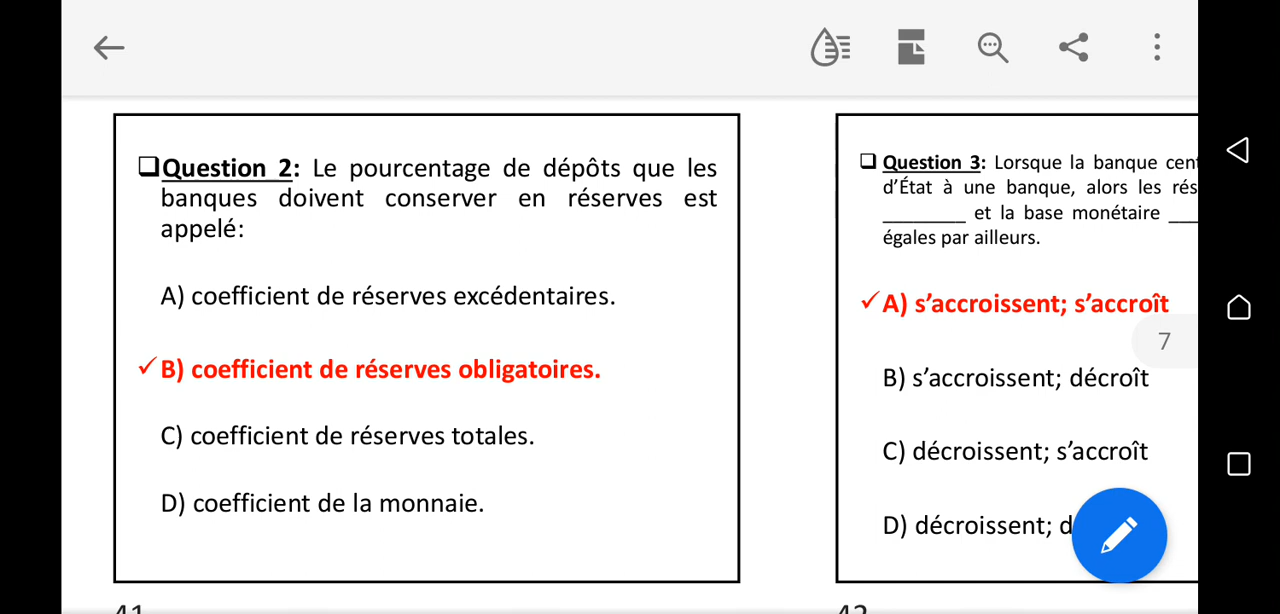 ❑Question 2: Le pourcentage de dépôts que les
banques doivent conserver en réserves est
appelé:
A) coefficient de réserves excédentaires.
✓B) coefficient de réserves obligatoires.
C) coefficient de réserves totales.
D) coefficient de la monnaie.
❑ Question 3: Lorsque la banque
d'État à une banque, alors les
________ et la base monétaire ___
égales par ailleurs.
✓A) s'accroissent; s'accroît
7
B) s'accroissent; décroît
C) décroissent; s'accroît
D) décroissent;